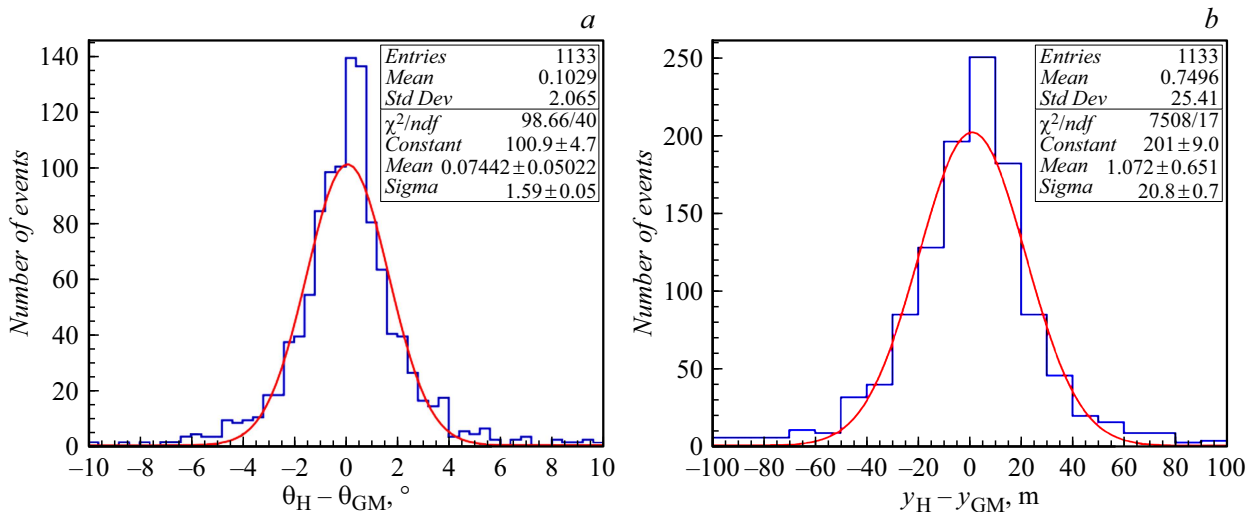 a
Entries 1133
Mean 0.1029
Std Dev 2.065
χ²/ndf 98.66/40
Constant 100.9±4.7
Mean 0.07442±0.05022
Sigma 1.59±0.05
Number of events
140
120
100
80
60
40
20
0
–10 –8 –6 –4 –2 0 2 4 6 8 10
θH – θGM, °
b
Entries 1133
Mean 0.7496
Std Dev 25.41
χ²/ndf 7508/17
Constant 201±9.0
Mean 1.072±0.651
Sigma 20.8±0.7
Number of events
250
200
150
100
50
0
–100 –80 –60 –40 –20 0 20 40 60 80 100
yH – yGM, m